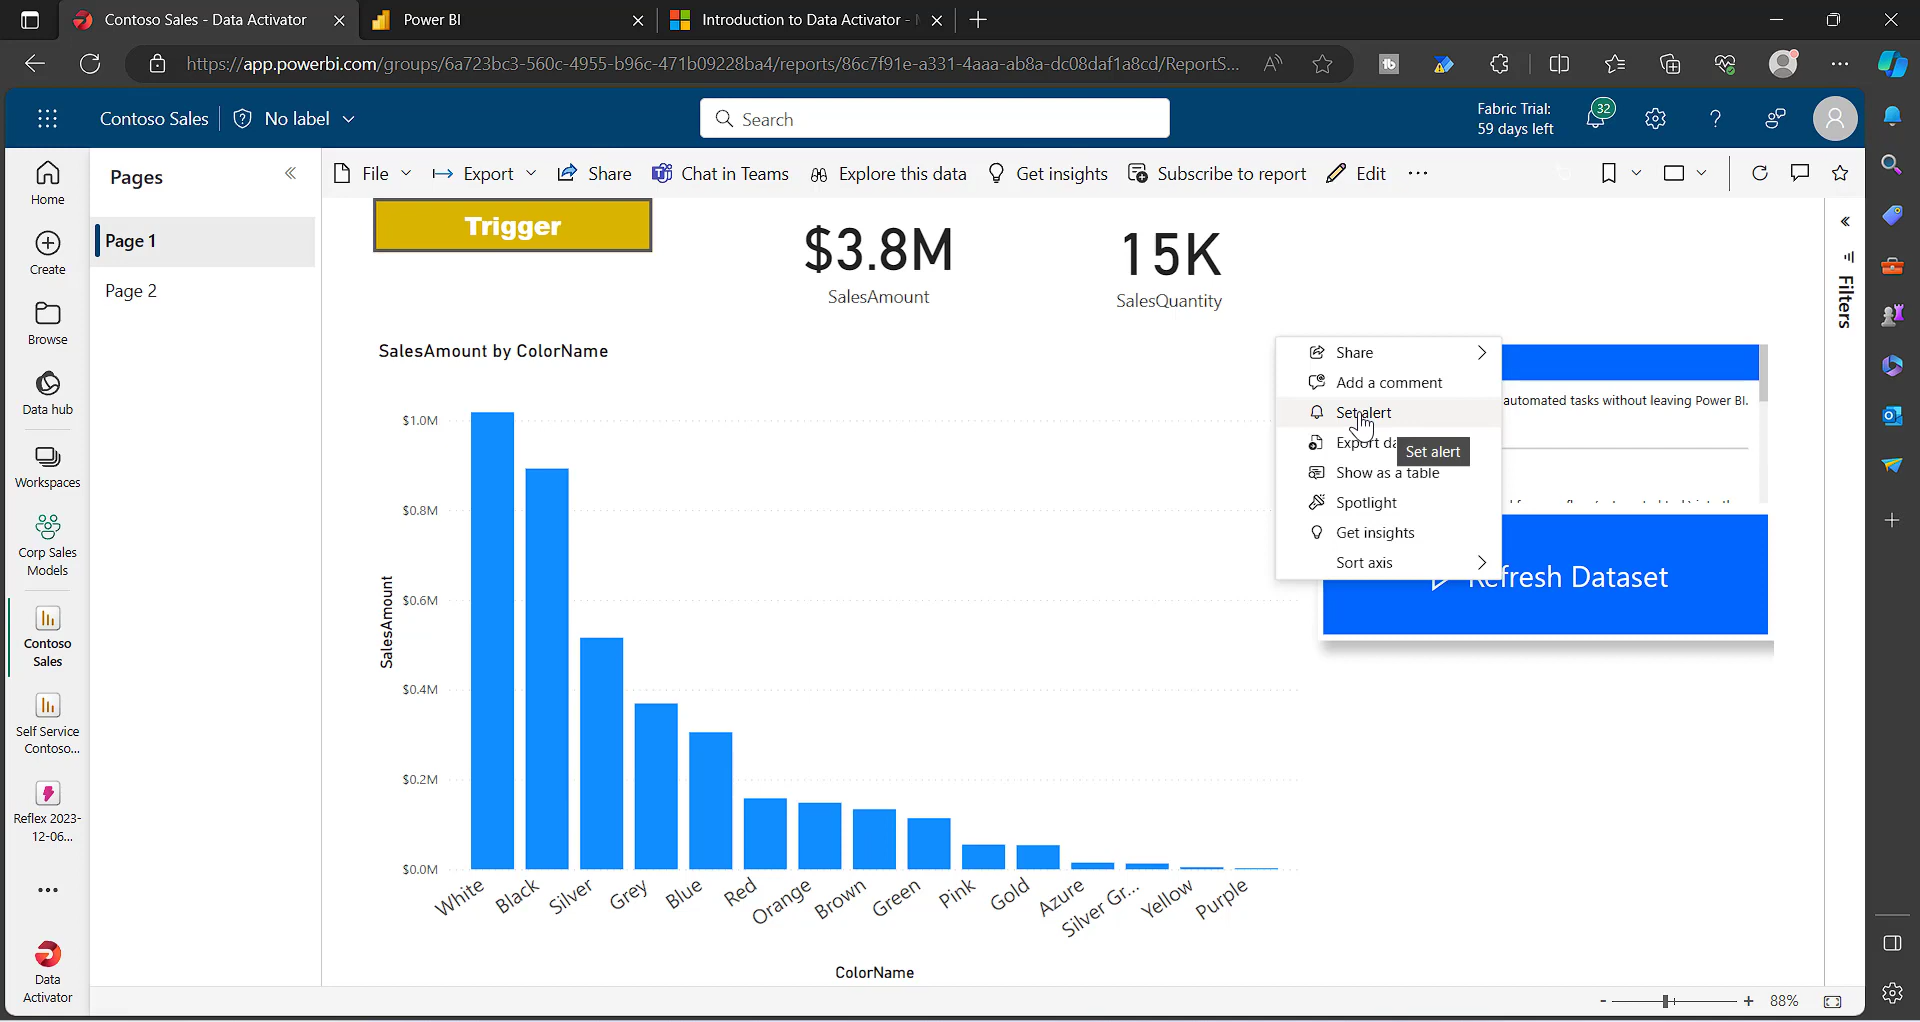 Contoso Sales - Data Activator
Power BI
Introduction to Data Activator -
https://app.powerbi.com/groups/6a723bc3-560c-4955-b96c-471b09228ba4/reports/86c7f91e-a331-4aaa-ab8a-dc08daf1a8cd/ReportS...
Contoso Sales
No label
Search
Fabric Trial:
59 days left
32
Home
Create
Browse
Data hub
Workspaces
Corp Sales
Models
Contoso
Sales
Self Service
Contoso...
Reflex 2023-
12-06...
Data
Activator
Pages
Page 1
Page 2
File
Export
Share
Chat in Teams
Explore this data
Get insights
Subscribe to report
Edit
Trigger
$3.8M
SalesAmount
15K
SalesQuantity
SalesAmount by ColorName
$1.0M
$0.8M
$0.6M
$0.4M
$0.2M
$0.0M
SalesAmount
White
Black
Silver
Grey
Blue
Red
Orange
Brown
Green
Pink
Gold
Azure
Silver Gr...
Yellow
Purple
ColorName
Share
Add a comment
Set alert
Export da
Set alert
Show as a table
Spotlight
Get insights
Sort axis
automated tasks without leaving Power BI.
Refresh Dataset
Filters
88%